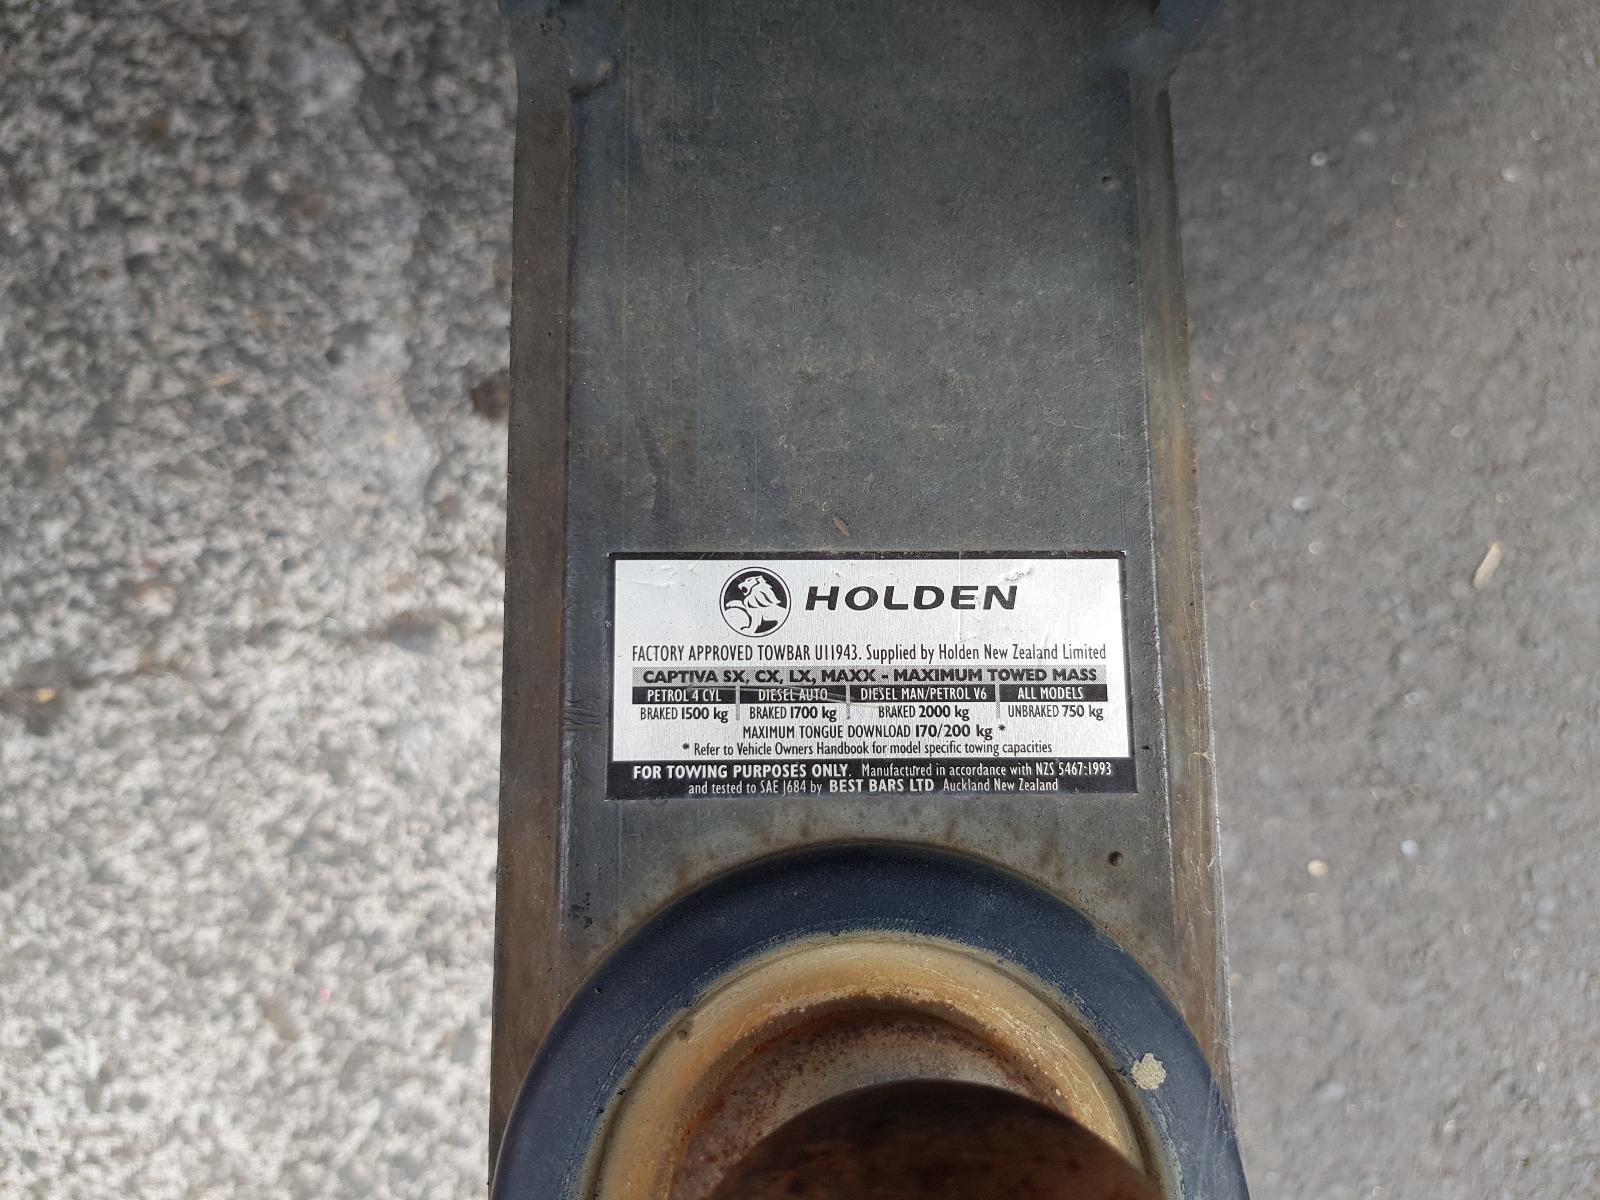 HOLDEN
FACTORY APPROVED TOWBAR U11943. Supplied by Holden New Zealand Limited
CAPTIVA SX, CX, LX, MAXX - MAXIMUM TOWED MASS
PETROL 4 CYL DIESEL AUTO DIESEL MAN/PETROL V6 ALL MODELS
BRAKED 1500 kg BRAKED 1700 kg BRAKED 2000 kg UNBRAKED 750 kg
MAXIMUM TONGUE DOWNLOAD 170/200 kg *
* Refer to Vehicle Owners Handbook for model specific towing capacities
FOR TOWING PURPOSES ONLY. Manufactured in accordance with NZS 5467:1993
and tested to SAE J684 by BEST BARS LTD Auckland New Zealand